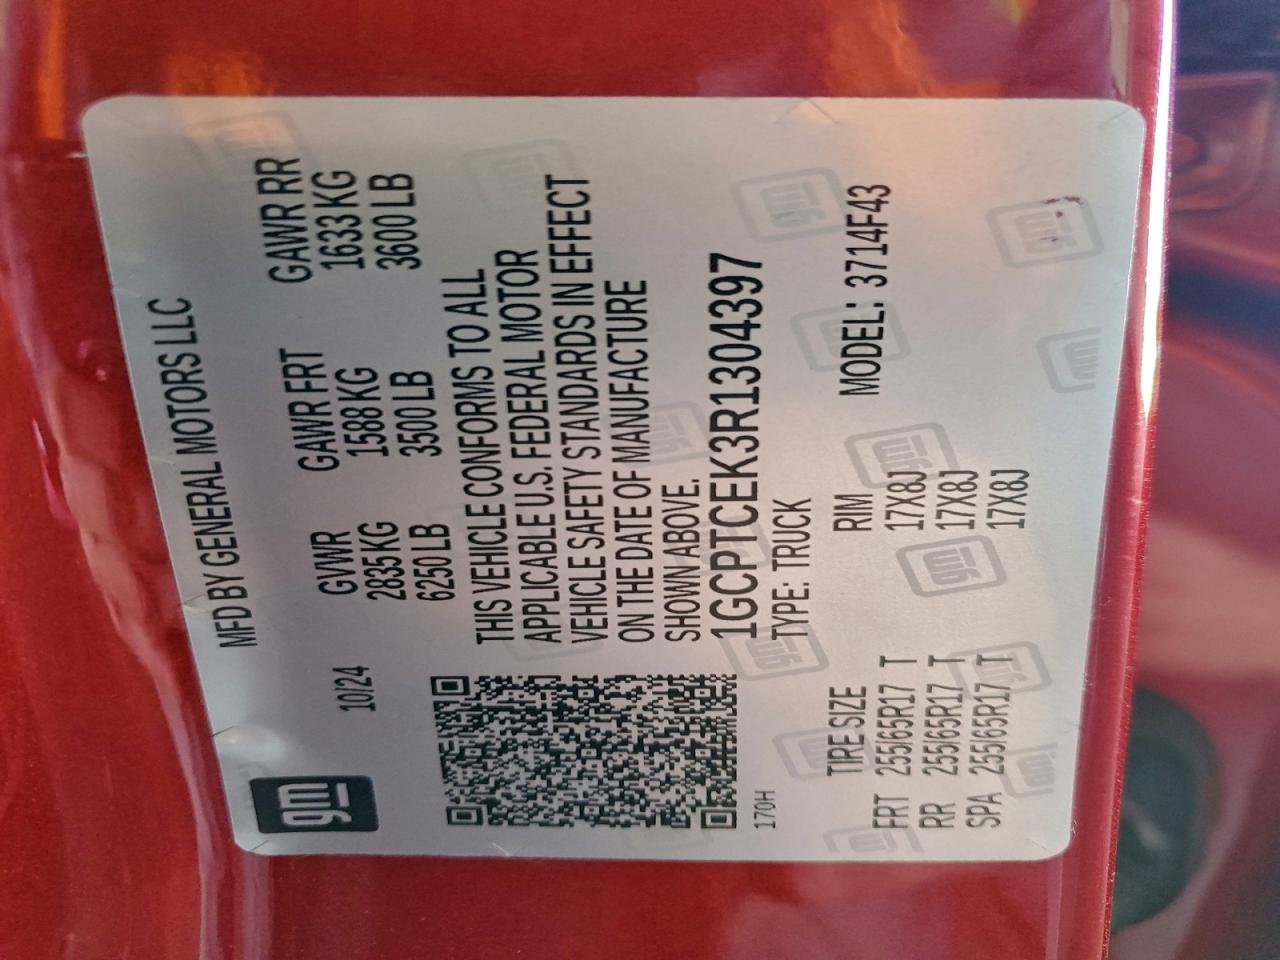 gm
MFD BY GENERAL MOTORS LLC
10/24 GVWR GAWR FRT GAWR RR
2835 KG 1588 KG 1633 KG
6250 LB 3500 LB 3600 LB
THIS VEHICLE CONFORMS TO ALL
APPLICABLE U.S. FEDERAL MOTOR
VEHICLE SAFETY STANDARDS IN EFFECT
ON THE DATE OF MANUFACTURE
SHOWN ABOVE.
1GCPTCEK3R1304397
170H TYPE: TRUCK
TIRE SIZE RIM MODEL: 3714F43
FRT 255/65R17 T 17X8J
RR 255/65R17 T 17X8J
SPA 255/65R17 T 17X8J